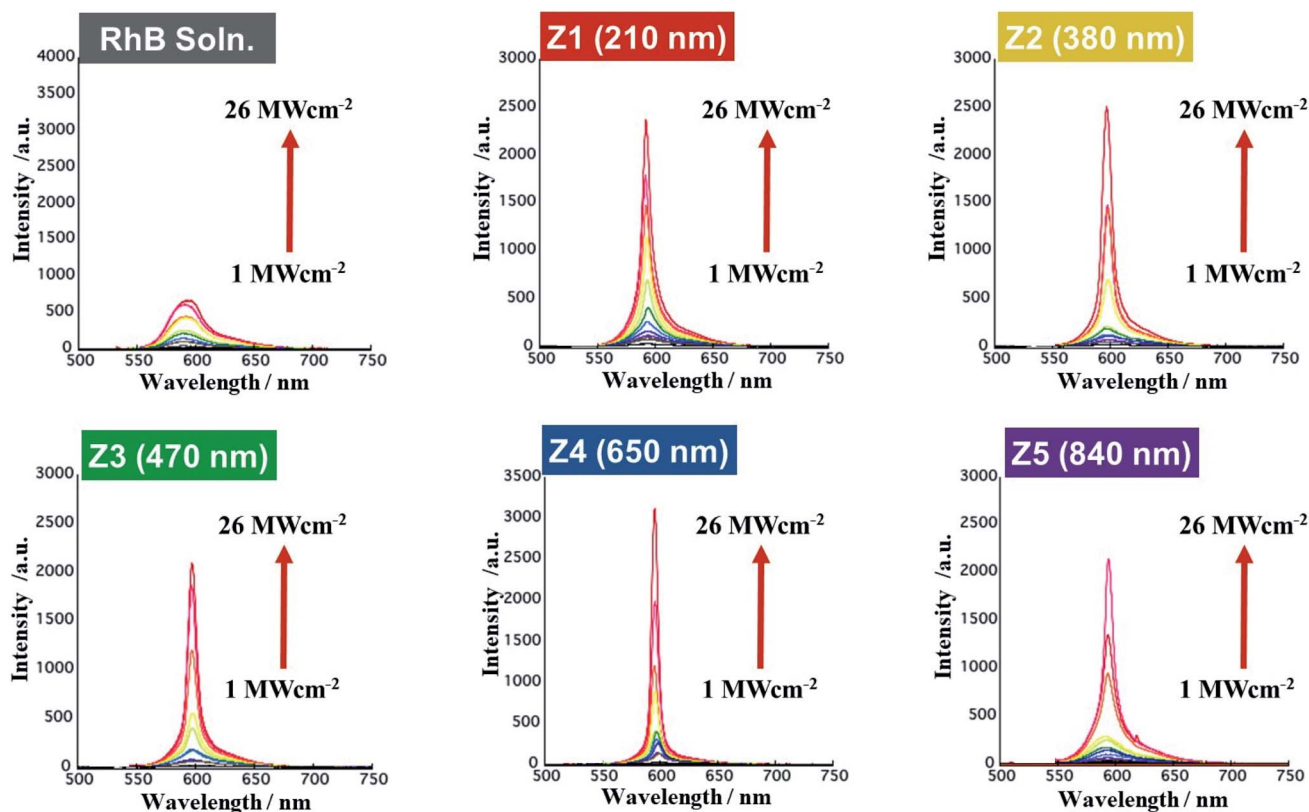 RhB Soln.
4000
3500
3000
2500
2000
1500
1000
500
0
Intensity /a.u.
26 MWcm-2
1 MWcm-2
500 550 600 650 700 750
Wavelength / nm
Z1 (210 nm)
3000
2500
2000
1500
1000
500
0
Intensity /a.u.
26 MWcm-2
1 MWcm-2
500 550 600 650 700 750
Wavelength / nm
Z2 (380 nm)
3000
2500
2000
1500
1000
500
0
Intensity /a.u.
26 MWcm-2
1 MWcm-2
500 550 600 650 700 750
Wavelength / nm
Z3 (470 nm)
3000
2500
2000
1500
1000
500
0
Intensity /a.u.
26 MWcm-2
1 MWcm-2
500 550 600 650 700 750
Wavelength / nm
Z4 (650 nm)
3500
3000
2500
2000
1500
1000
500
0
Intensity /a.u.
26 MWcm-2
1 MWcm-2
500 550 600 650 700 750
Wavelength / nm
Z5 (840 nm)
3000
2500
2000
1500
1000
500
0
Intensity /a.u.
26 MWcm-2
1 MWcm-2
500 550 600 650 700 750
Wavelength / nm